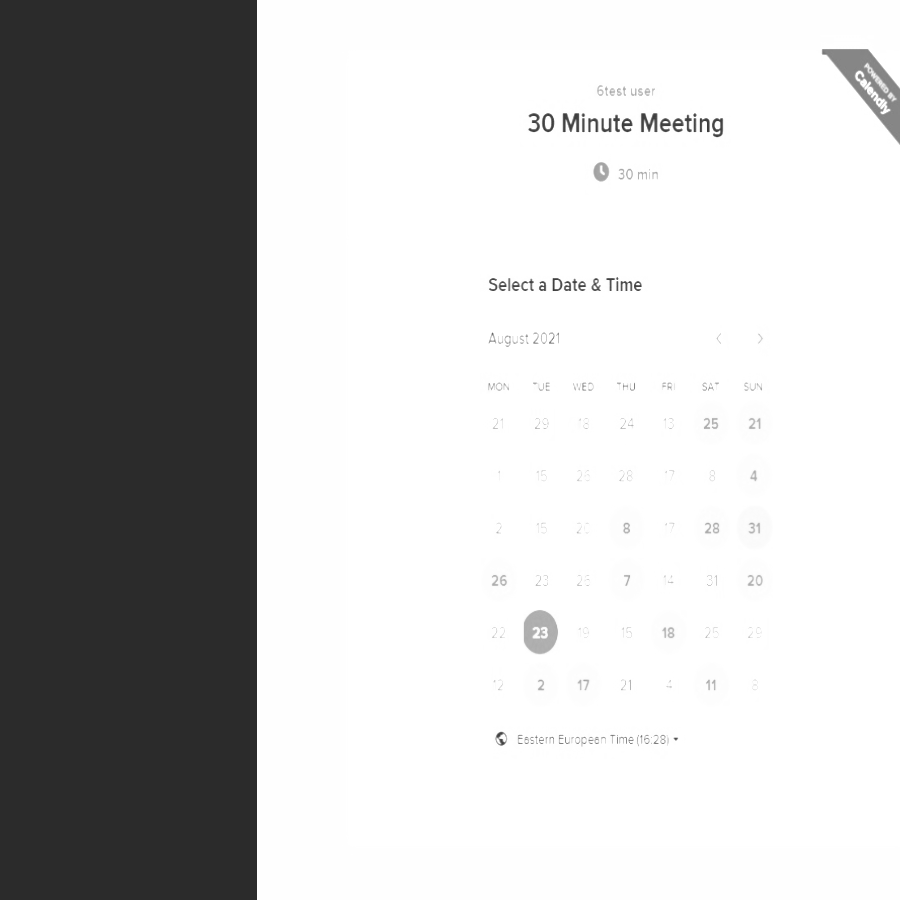 POWERED BY
Calendly
6test user
30 Minute Meeting
30 min
Select a Date & Time
August 2021
MON TUE WED THU FRI SAT SUN
21 29 18 24 13 25 21
1 15 28 17 8 4
2 15 8 17 28 31
26 23 7 14 31 20
22 23 19 15 18 25 29
12 2 17 21 4 11 8
Eastern European Time (16:28)